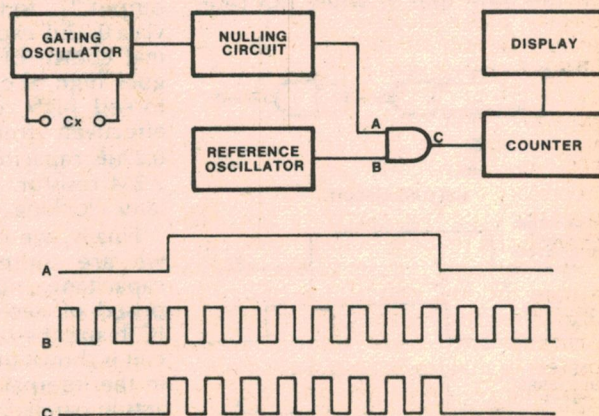 GATING
OSCILLATOR
NULLING
CIRCUIT
DISPLAY
Cx
A
B
C
REFERENCE
OSCILLATOR
COUNTER
A
B
C